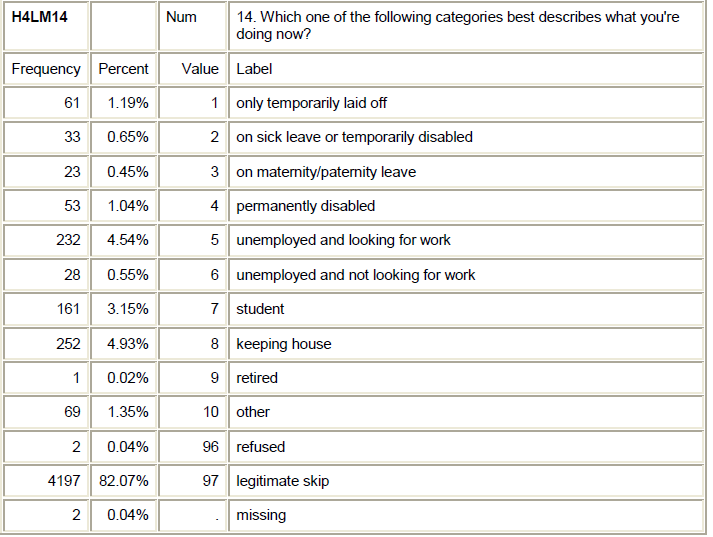 H4LM14 Num 14. Which one of the following categories best describes what you're
doing now?
Frequency Percent Value Label
61 1.19% 1 only temporarily laid off
33 0.65% 2 on sick leave or temporarily disabled
23 0.45% 3 on maternity/paternity leave
53 1.04% 4 permanently disabled
232 4.54% 5 unemployed and looking for work
28 0.55% 6 unemployed and not looking for work
161 3.15% 7 student
252 4.93% 8 keeping house
1 0.02% 9 retired
69 1.35% 10 other
2 0.04% 96 refused
4197 82.07% 97 legitimate skip
2 0.04% . missing